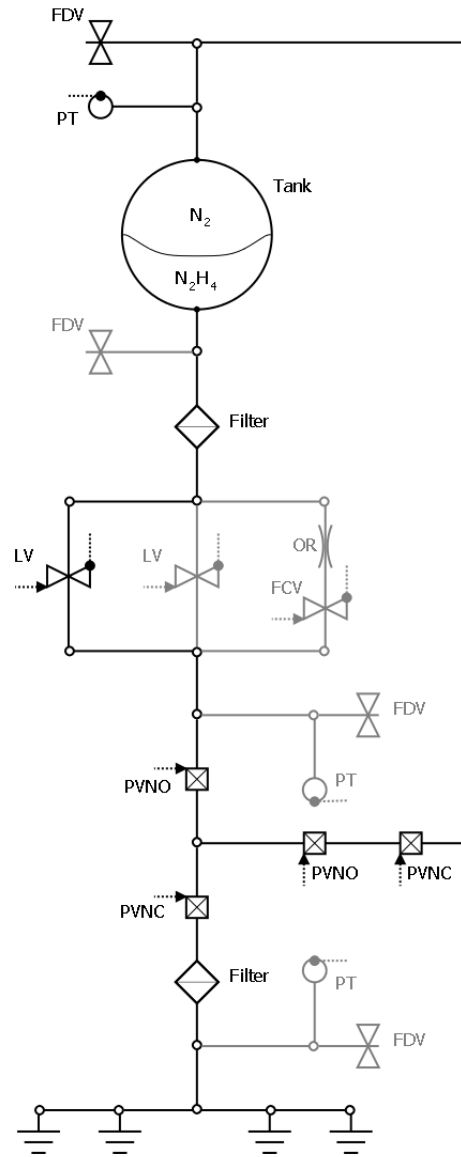 FDV
PT
Tank
N₂
N₂H₄
FDV
Filter
LV
LV
OR
FCV
FDV
PT
PVNO
PVNO
PVNC
PVNC
Filter
PT
FDV